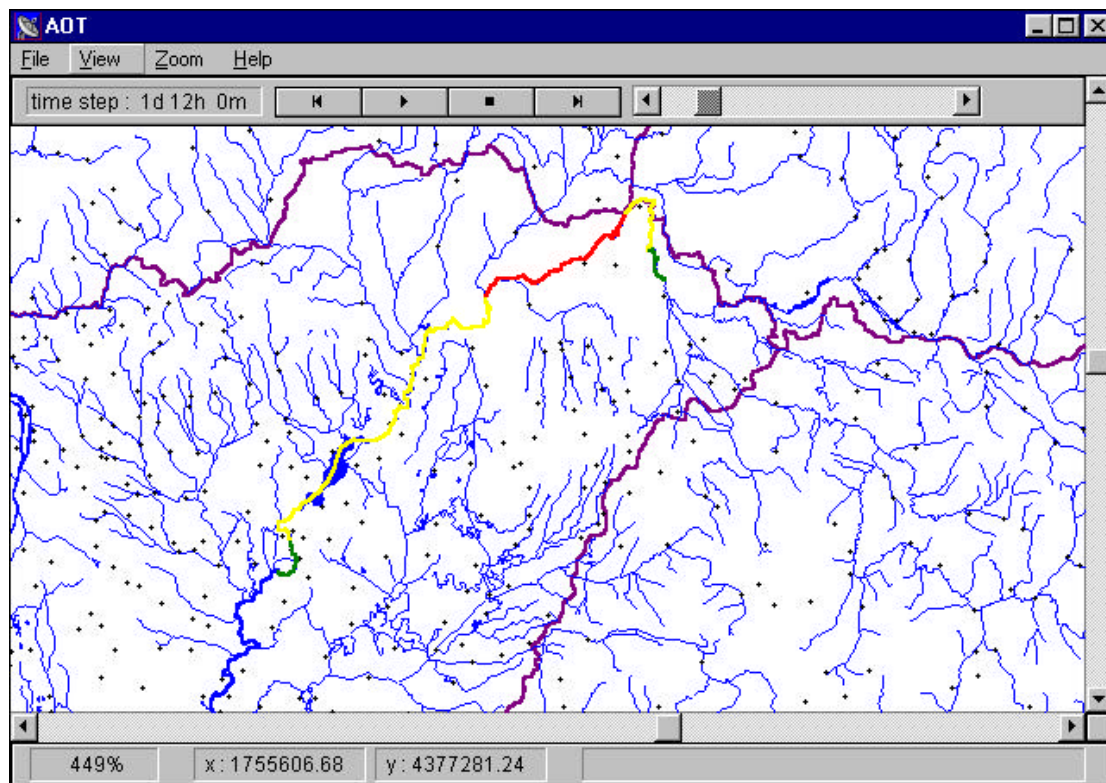 AOT
File View Zoom Help
time step : 1d 12h 0m
449% x : 1755606.68 y : 4377281.24